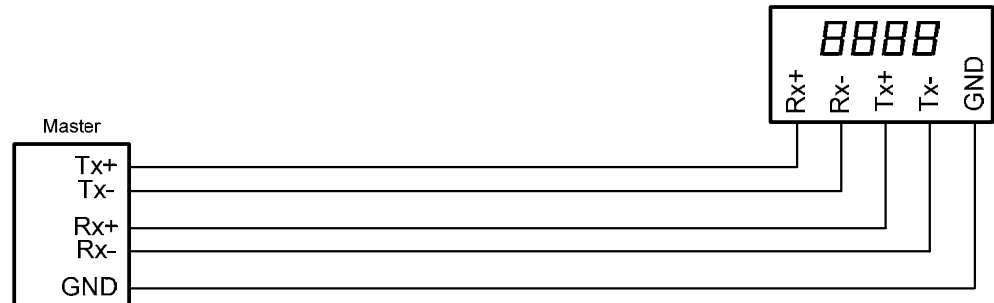 8888
Rx+
Rx-
Tx+
Tx-
GND
Master
Tx+
Tx-
Rx+
Rx-
GND